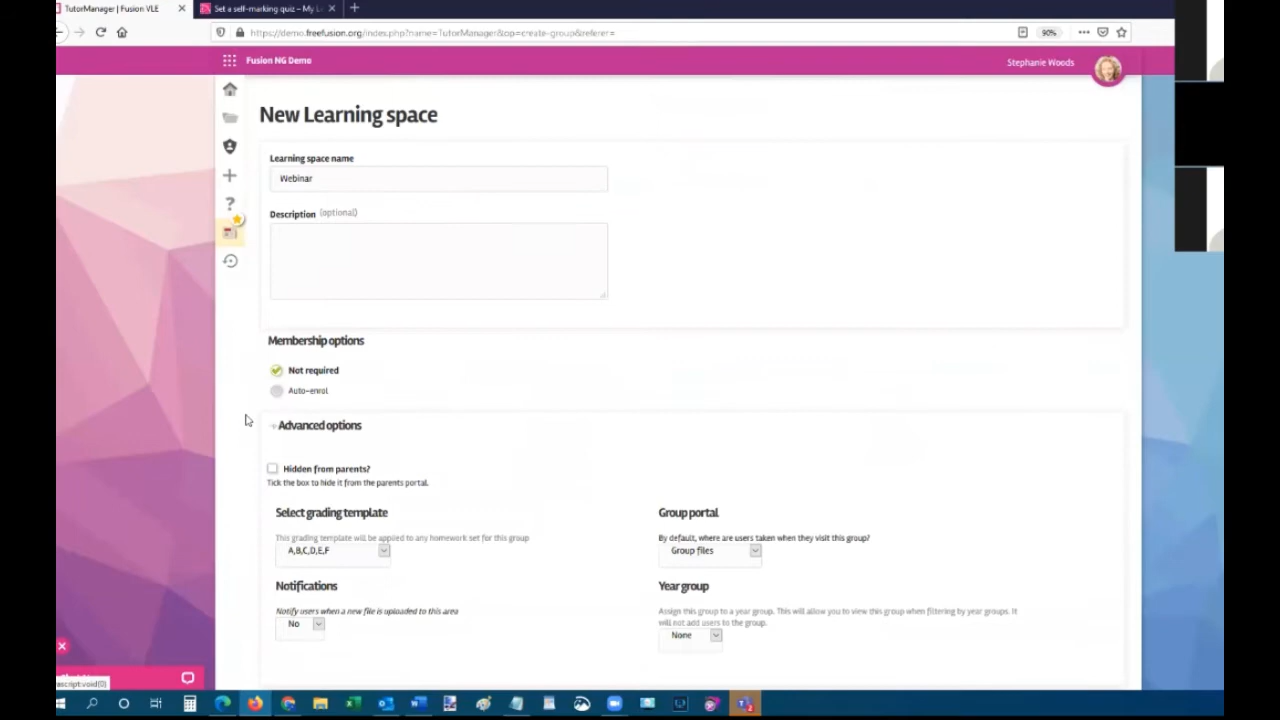 TutorManager | Fusion VLE
Set a self-marking quiz – My L
https://demo.freefusion.org/index.php?name=TutorManager&op=create-group&referer=
90%
Fusion NG Demo
Stephanie Woods
New Learning space
Learning space name
Webinar
Description (optional)
Membership options
Not required
Auto-enrol
Advanced options
Hidden from parents?
Tick the box to hide it from the parents portal.
Select grading template
Group portal
This grading template will be applied to any homework set for this group
By default, where are users taken when they visit this group?
A,B,C,D,E,F
Group files
Notifications
Year group
Notify users when a new file is uploaded to this area
Assign this group to a year group. This will allow you to view this group when filtering by year groups. It
will not add users to the group.
No
None
ascript:void(0)